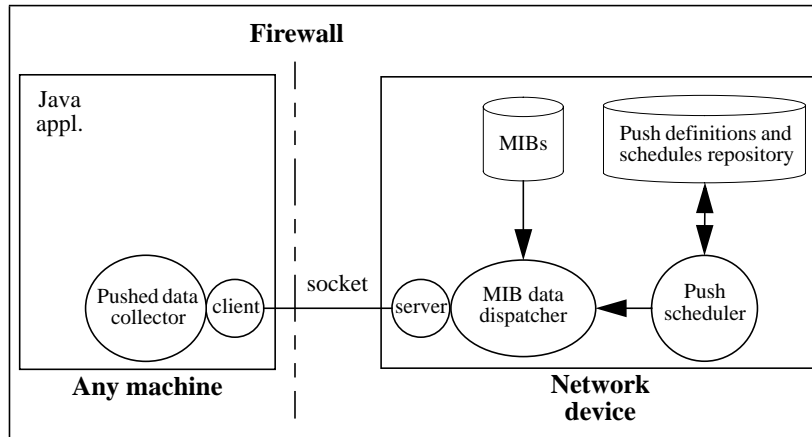 Firewall
Java
appl.
MIBs
Push definitions and
schedules repository
Pushed data
collector
client
socket
server
MIB data
dispatcher
Push
scheduler
Any machine
Network
device